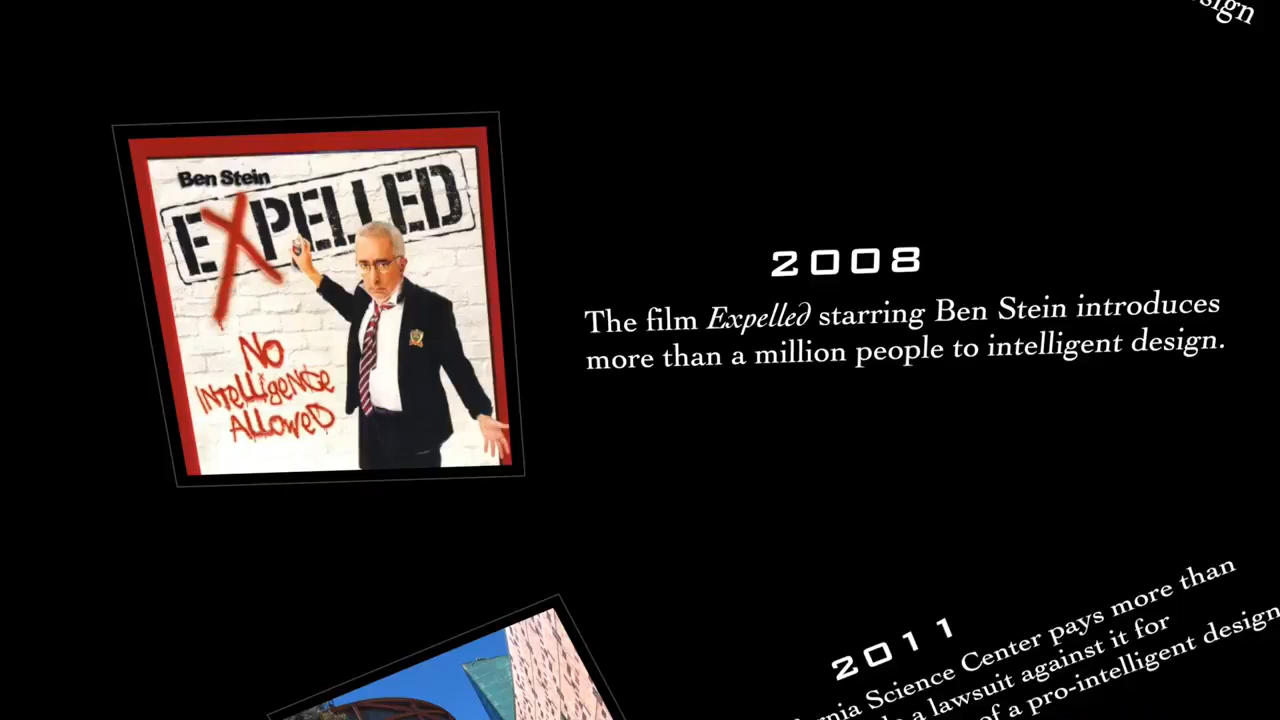 sign
Ben Stein
EXPELLED
NO
INTELLIGENCE
ALLOWED
2008
The film Expelled starring Ben Stein introduces
more than a million people to intelligent design.
2011
Science Center pays more than
a lawsuit against it for
of a pro-intelligent design